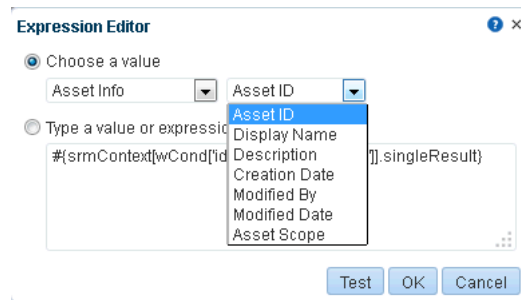 Expression Editor
Choose a value
Asset Info Asset ID
Asset ID
Type a value or
Display Name
#{srmContext[wCond['id Description ']].singleResult}
Creation Date
Modified By
Modified Date
Asset Scope
Test OK Cancel